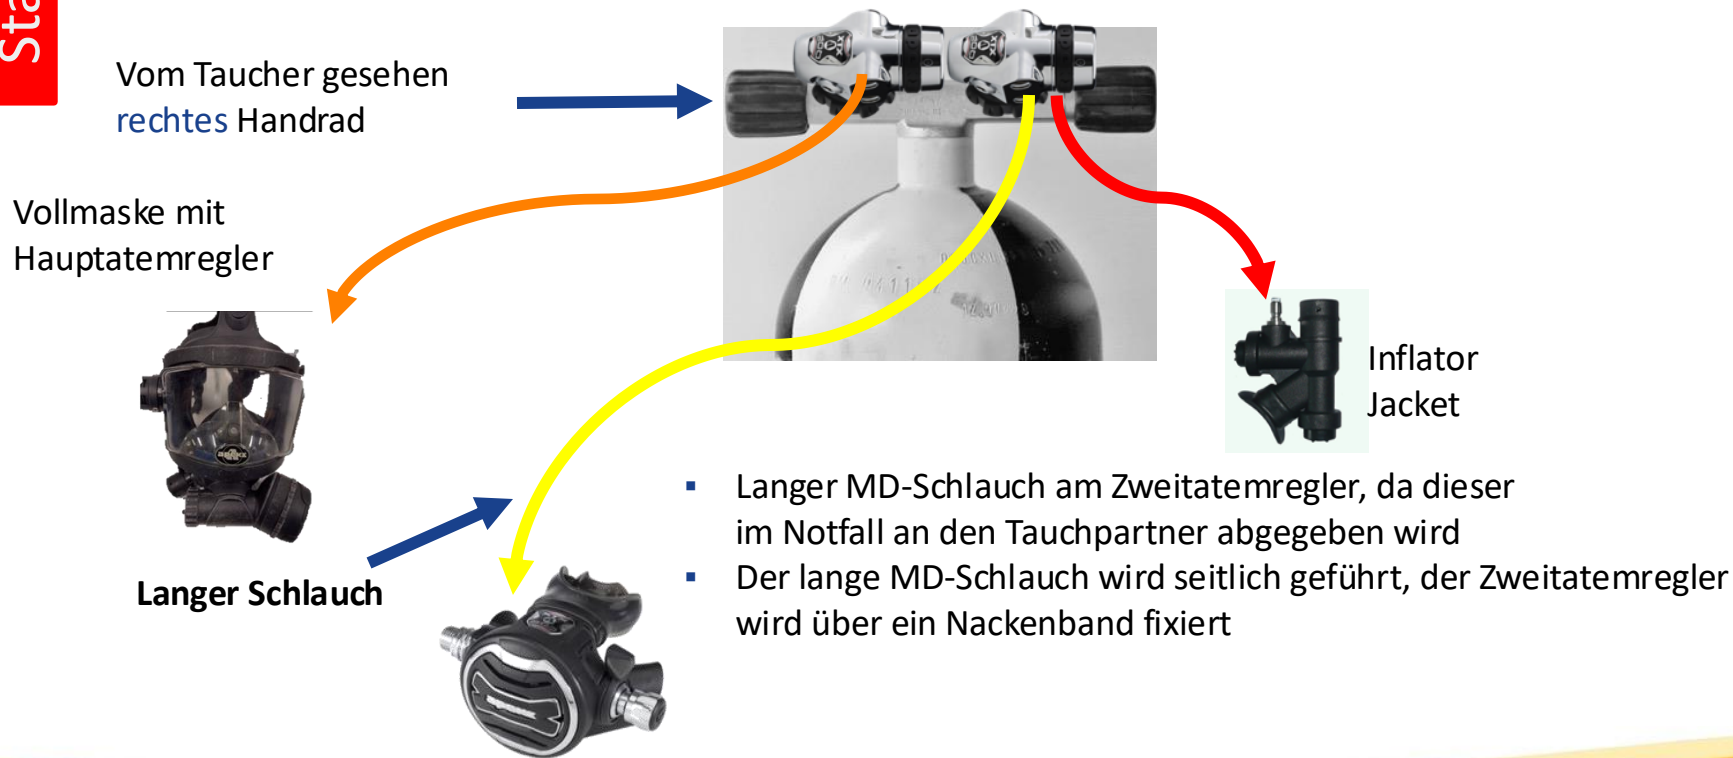 Sta
Vom Taucher gesehen
rechtes Handrad
Vollmaske mit
Hauptatemregler
Inflator
Jacket
Langer Schlauch
▪ Langer MD-Schlauch am Zweitatemregler, da dieser
im Notfall an den Tauchpartner abgegeben wird
▪ Der lange MD-Schlauch wird seitlich geführt, der Zweitatemregler
wird über ein Nackenband fixiert